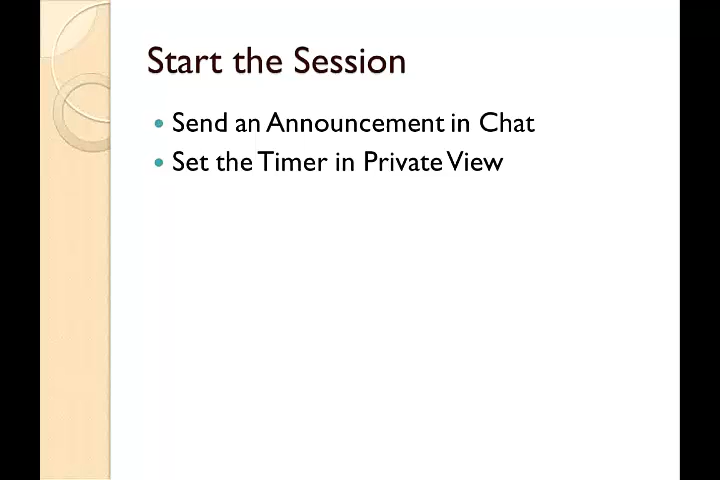 Start the Session
• Send an Announcement in Chat
• Set the Timer in Private View